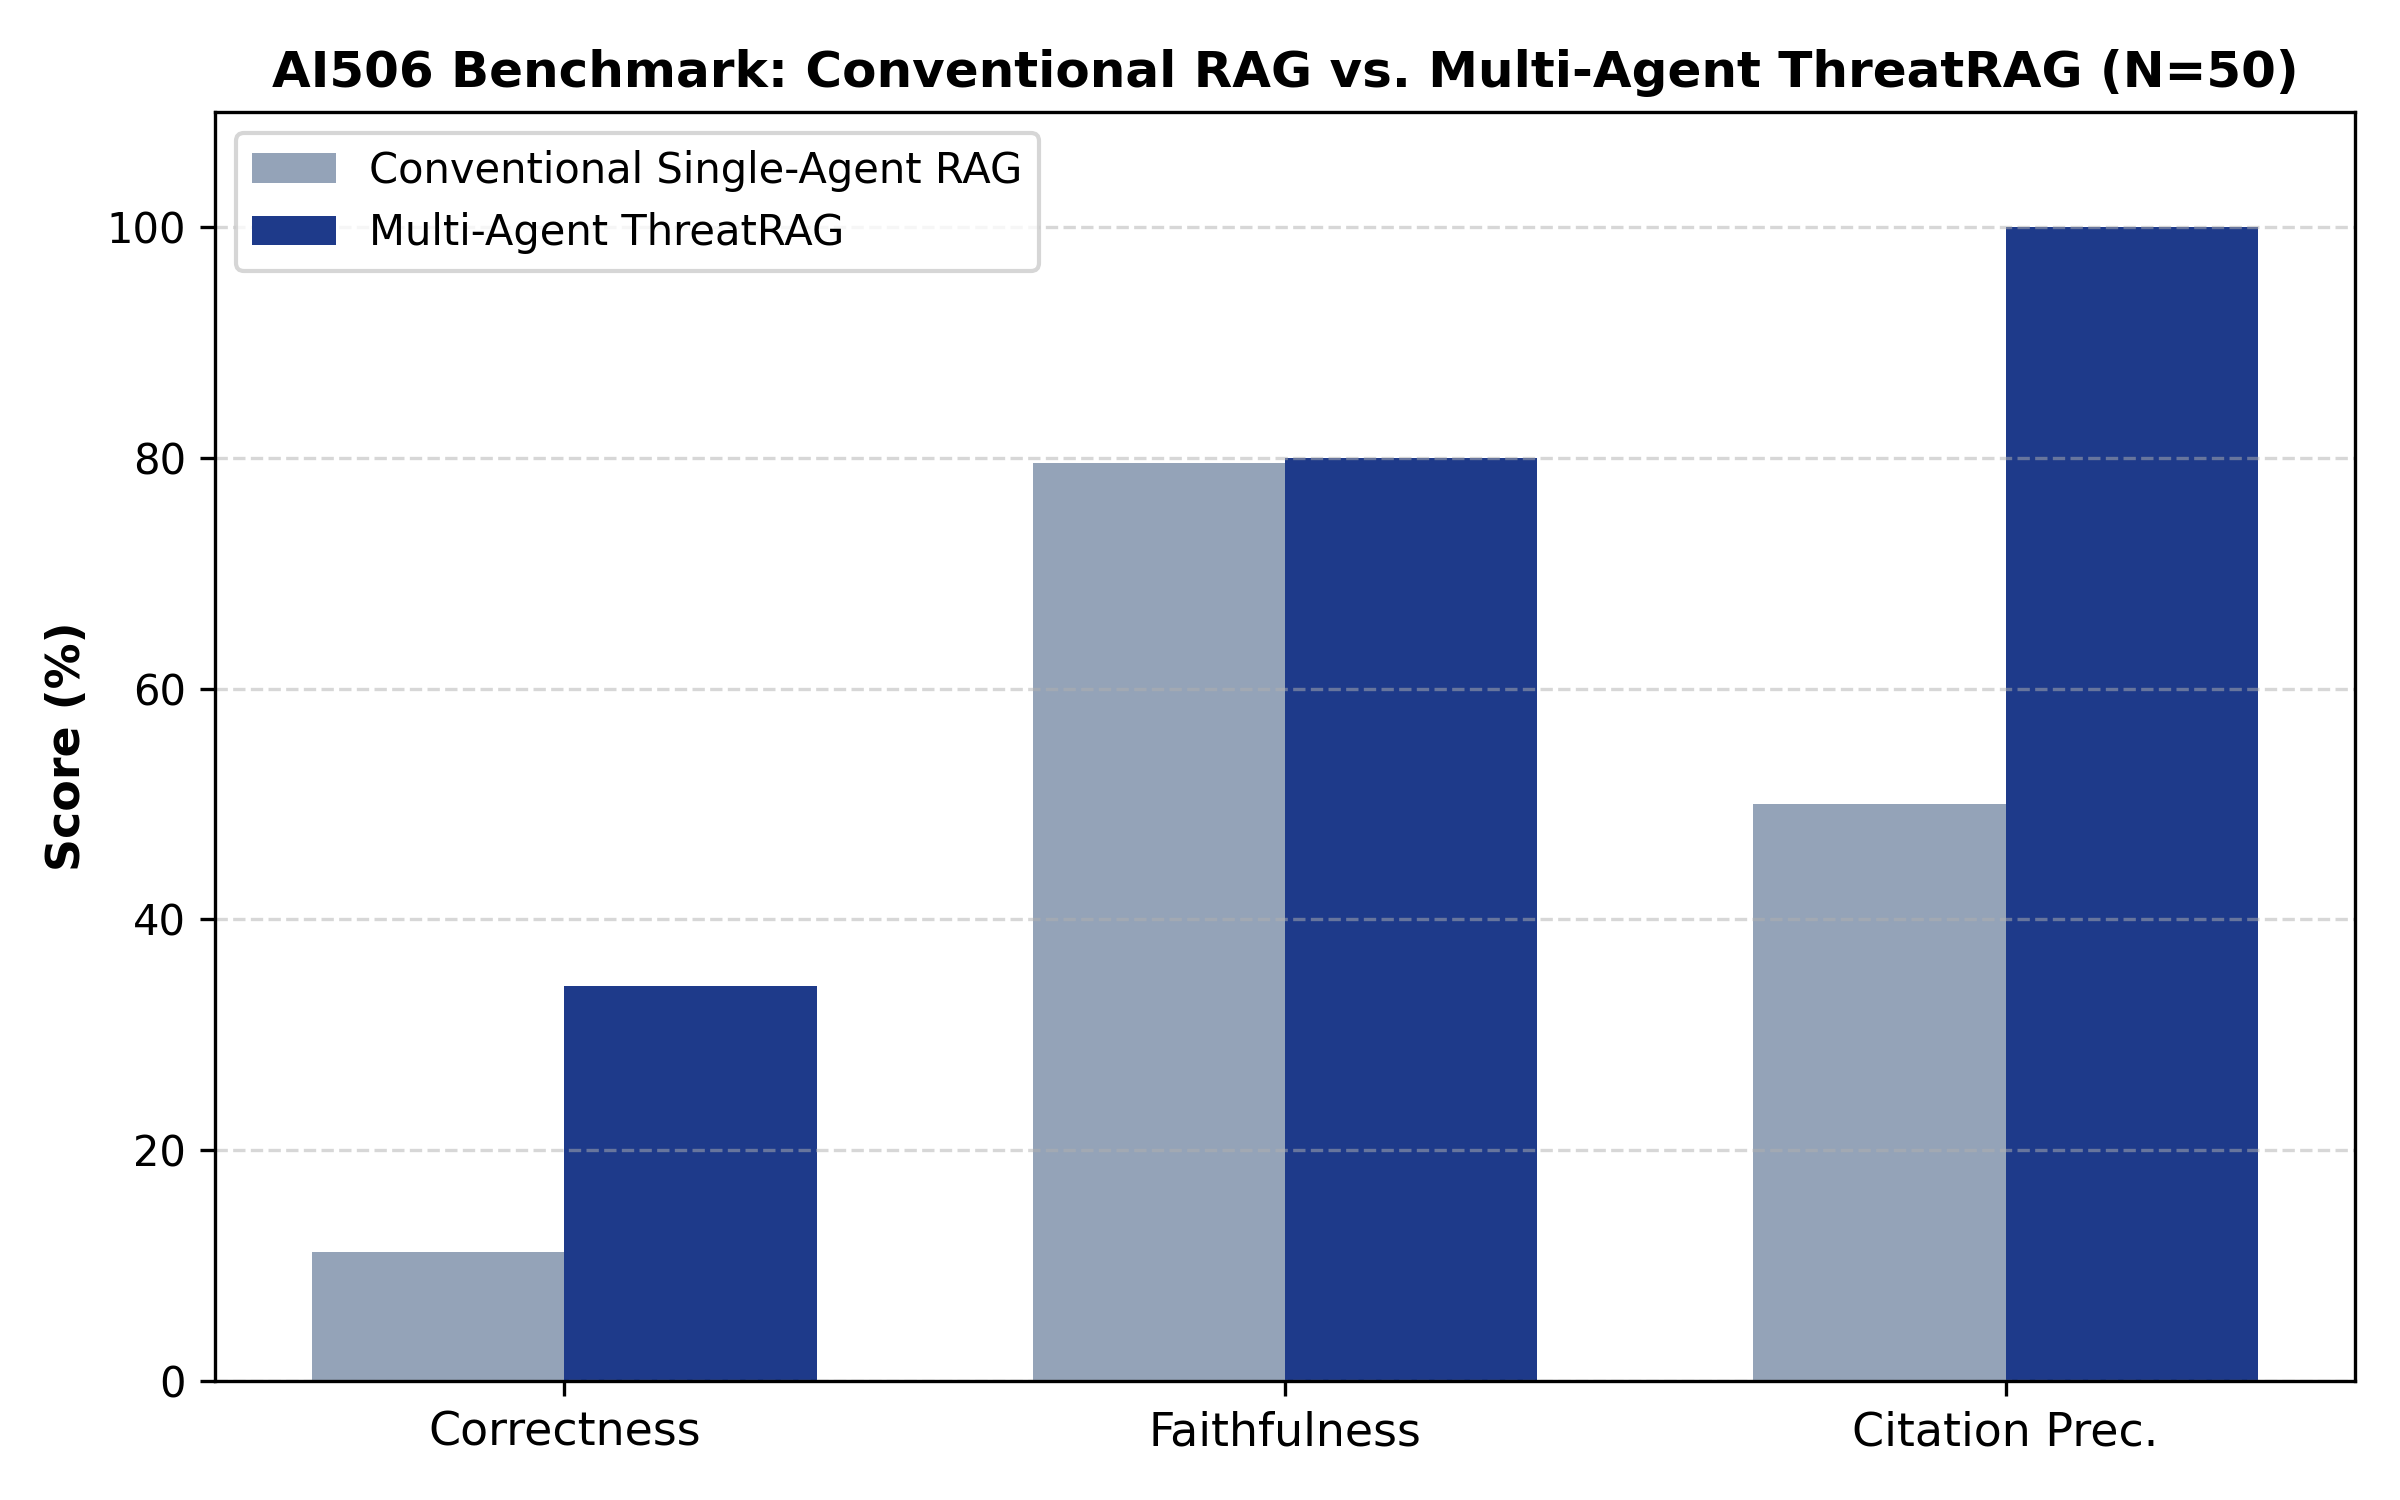 AI506 Benchmark: Conventional RAG vs. Multi-Agent ThreatRAG (N=50)
Conventional Single-Agent RAG
Multi-Agent ThreatRAG
Score (%)
100
80
60
40
20
0
Correctness
Faithfulness
Citation Prec.